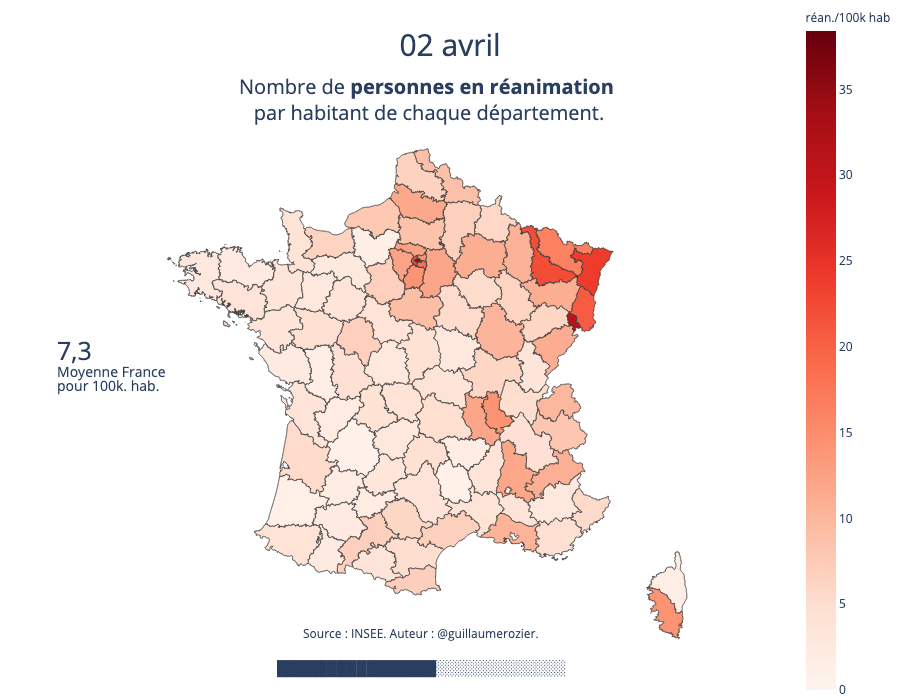 réan./100k hab
02 avril
Nombre de personnes en réanimation
par habitant de chaque département.
35
30
25
20
15
10
5
0
7,3
Moyenne France
pour 100k. hab.
Source : INSEE. Auteur : @guillaumerozier.